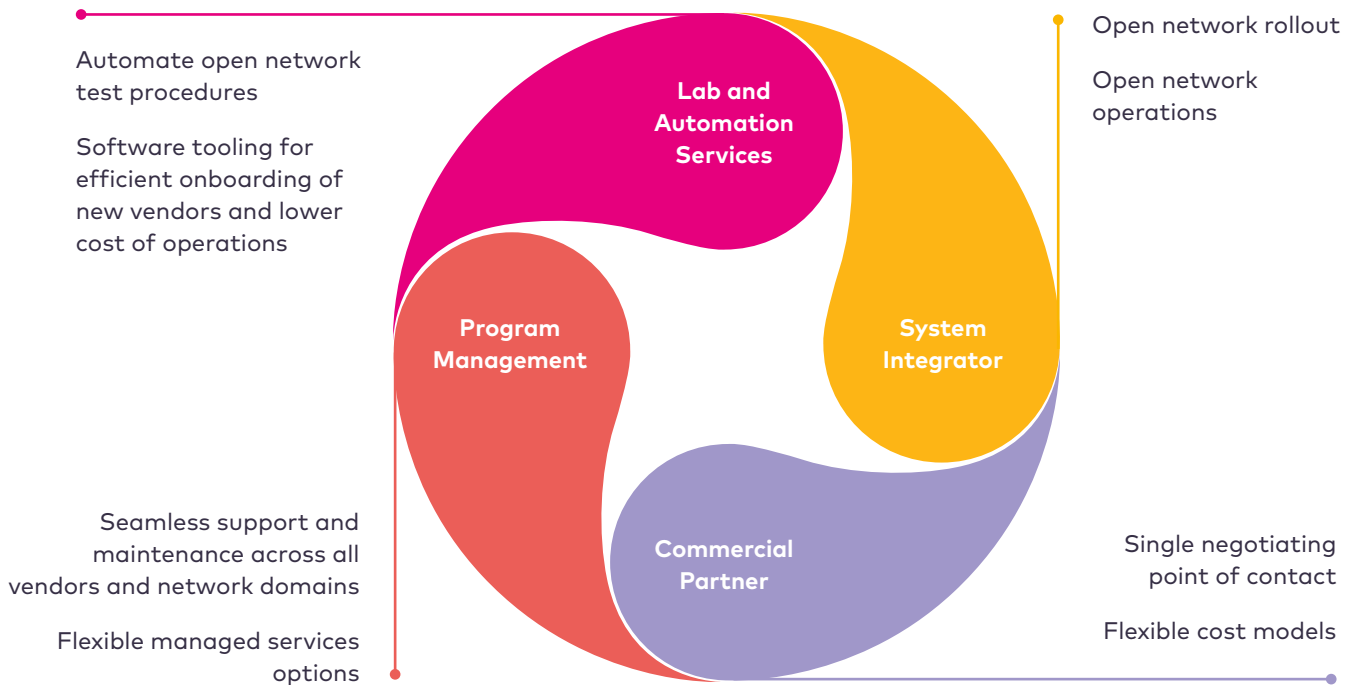 Automate open network
test procedures
Software tooling for
efficient onboarding of
new vendors and lower
cost of operations
Lab and
Automation
Services
Open network rollout
Open network
operations
Program
Management
System
Integrator
Seamless support and
maintenance across all
vendors and network domains
Flexible managed services
options
Commercial
Partner
Single negotiating
point of contact
Flexible cost models